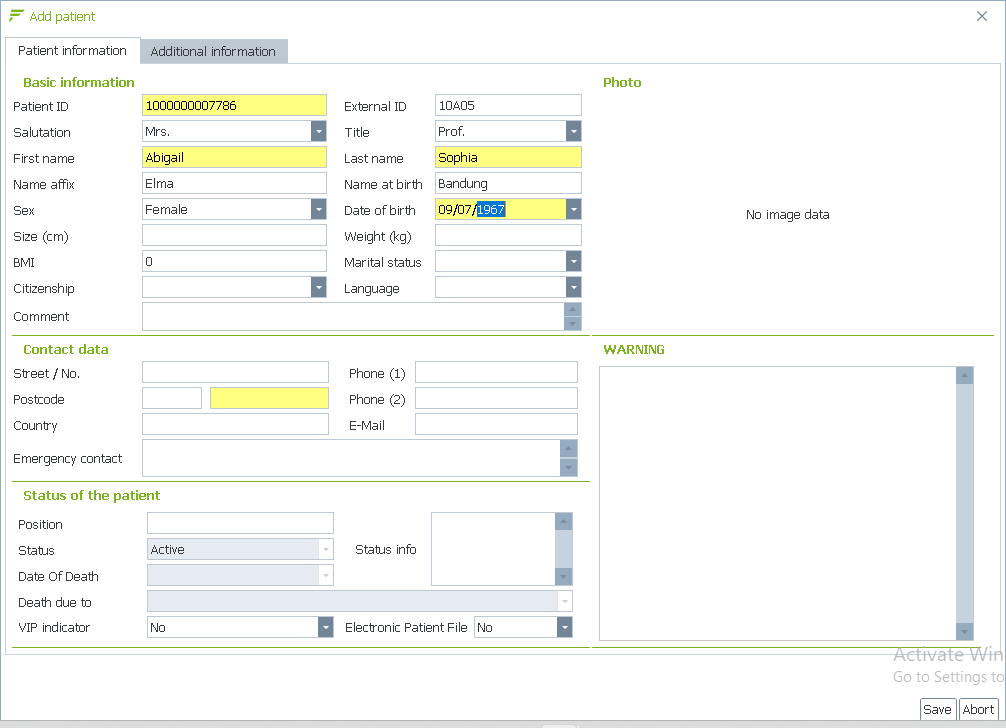 Add patient
Patient information Additional information
Basic information Photo
Patient ID 1000000007786 External ID 10A05
Salutation Mrs. Title Prof.
First name Abigail Last name Sophia
Name affix Elma Name at birth Bandung
Sex Female Date of birth 09/07/1967
No image data
Size (cm) Weight (kg)
BMI 0 Marital status
Citizenship Language
Comment
Contact data WARNING
Street / No. Phone (1)
Postcode Phone (2)
Country E-Mail
Emergency contact
Status of the patient
Position
Status Active Status info
Date Of Death
Death due to
VIP indicator No Electronic Patient File No
Activate Win
Go to Settings to
Save Abort